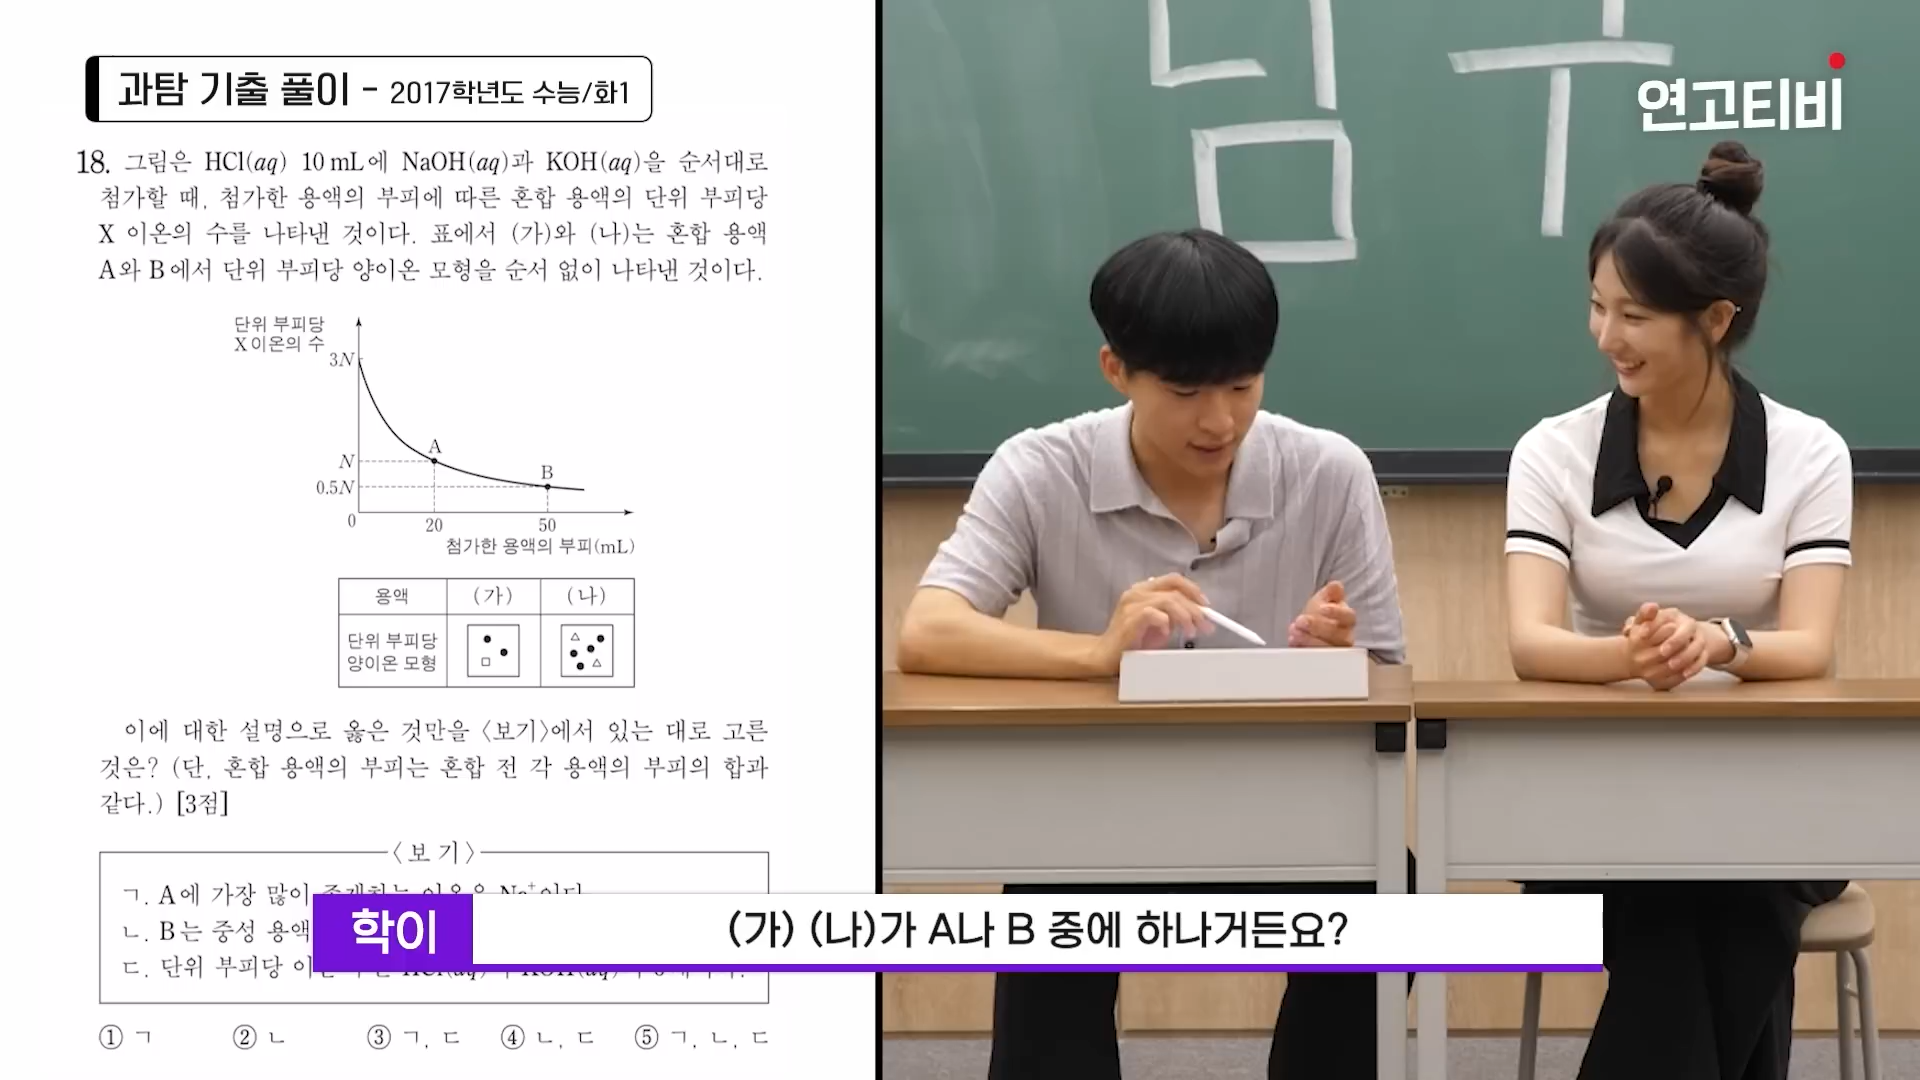 과탐 기출 풀이 - 2017학년도 수능/화1
연고티비
18. 그림은 HCl(aq) 10 mL에 NaOH(aq)과 KOH(aq)을 순서대로
첨가할 때, 첨가한 용액의 부피에 따른 혼합 용액의 단위 부피당
X 이온의 수를 나타낸 것이다. 표에서 (가)와 (나)는 혼합 용액
A와 B에서 단위 부피당 양이온 모형을 순서 없이 나타낸 것이다.
단위 부피당
X 이온의 수
3N
A
N
B
0.5N
0
20
50
첨가한 용액의 부피(mL)
용액 (가) (나)
단위 부피당
양이온 모형
이에 대한 설명으로 옳은 것만을 〈보기〉에서 있는 대로 고른
것은? (단, 혼합 용액의 부피는 혼합 전 각 용액의 부피의 합과
같다.) [3점]
〈보 기〉
ㄱ. A에 가장 많이
ㄴ. B는 중성 용액
ㄷ. 단위 부피당 이
학이
(가) (나)가 A나 B 중에 하나거든요?
① ㄱ ② ㄴ ③ ㄱ, ㄷ ④ ㄴ, ㄷ ⑤ ㄱ, ㄴ, ㄷ